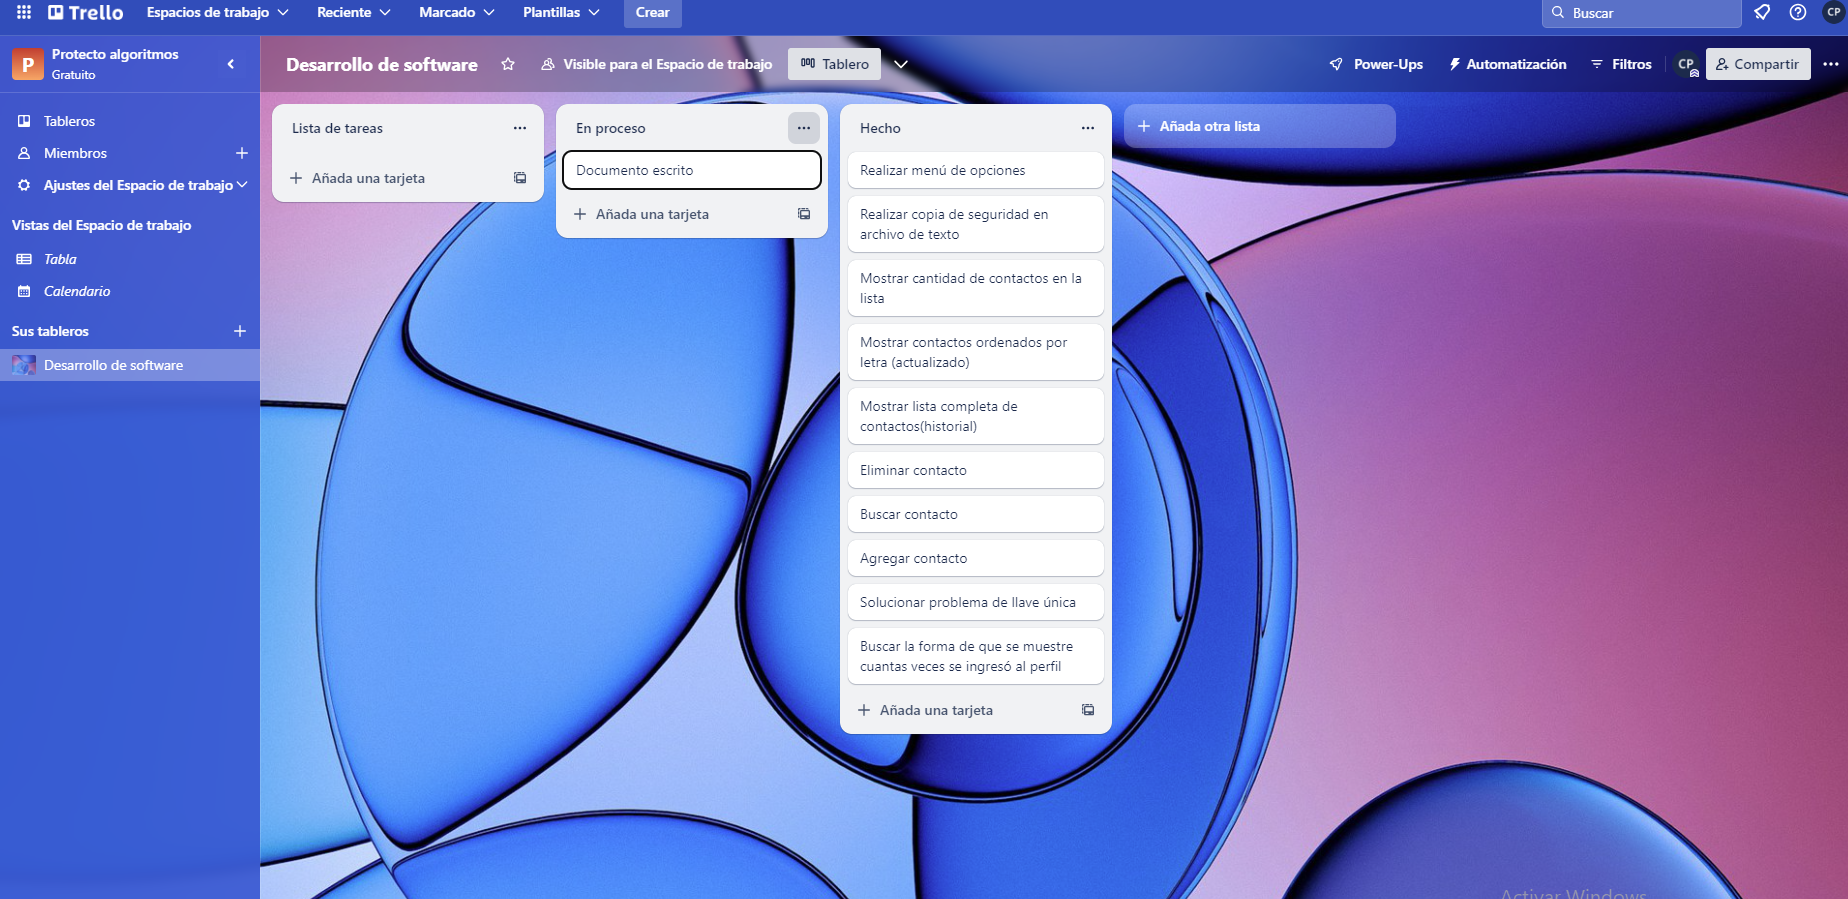 Trello
Espacios de trabajo
Reciente
Marcado
Plantillas
Crear
Buscar
CP
P
Protecto algoritmos
Gratuito
Desarrollo de software
Visible para el Espacio de trabajo
Tablero
Power-Ups
Automatización
Filtros
CP
Compartir
Tableros
Miembros
Ajustes del Espacio de trabajo
Vistas del Espacio de trabajo
Tabla
Calendario
Sus tableros
Desarrollo de software
Lista de tareas
Añada una tarjeta
En proceso
Documento escrito
Añada una tarjeta
Hecho
Realizar menú de opciones
Realizar copia de seguridad en
archivo de texto
Mostrar cantidad de contactos en la
lista
Mostrar contactos ordenados por
letra (actualizado)
Mostrar lista completa de
contactos(historial)
Eliminar contacto
Buscar contacto
Agregar contacto
Solucionar problema de llave única
Buscar la forma de que se muestre
cuantas veces se ingresó al perfil
Añada una tarjeta
Añada otra lista
Activar Windows